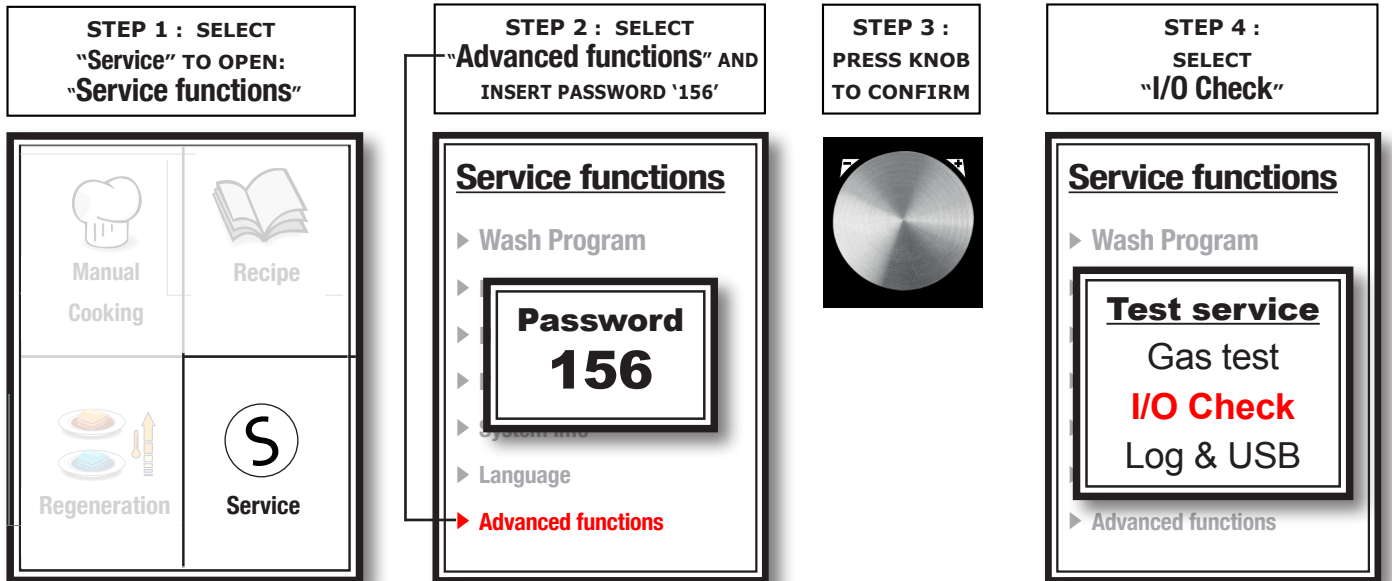 STEP 1 : SELECT
"Service" TO OPEN:
"Service functions"
STEP 2 : SELECT
"Advanced functions" AND
INSERT PASSWORD ‘156’
STEP 3 :
PRESS KNOB
TO CONFIRM
STEP 4 :
SELECT
"I/O Check"
Manual
Cooking
Recipe
Regeneration
S
Service
Service functions
Wash Program
Password
156
System Info
Language
Advanced functions
-
+
Service functions
Wash Program
Test service
Gas test
I/O Check
Log & USB
Advanced functions